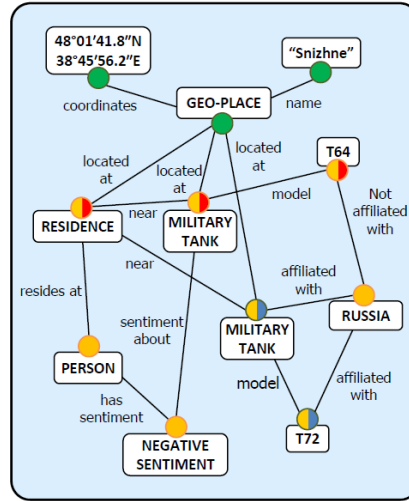 48°01’41.8”N
38°45’56.2”E
“Snizhne”
coordinates
GEO-PLACE
name
located
at
located
at
located
at
T64
model
near
RESIDENCE
MILITARY
TANK
Not
affiliated
with
near
affiliated
with
resides at
sentiment
about
MILITARY
TANK
RUSSIA
PERSON
model
affiliated
with
has
sentiment
NEGATIVE
SENTIMENT
T72